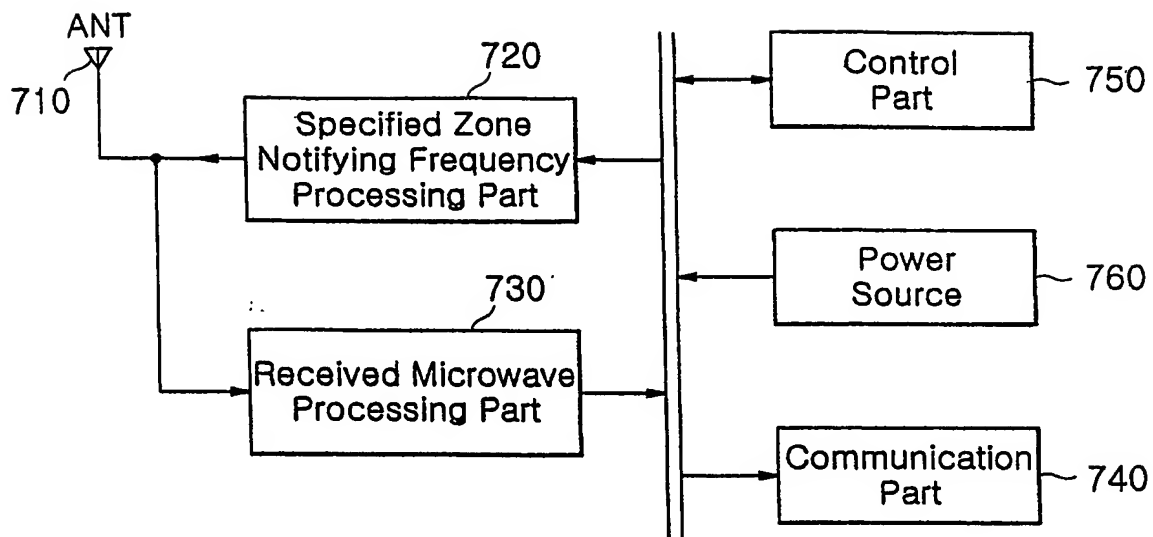 ANT
710
720
Specified Zone
Notifying Frequency
Processing Part
730
Received Microwave
Processing Part
Control
Part
750
Power
Source
760
Communication
Part
740